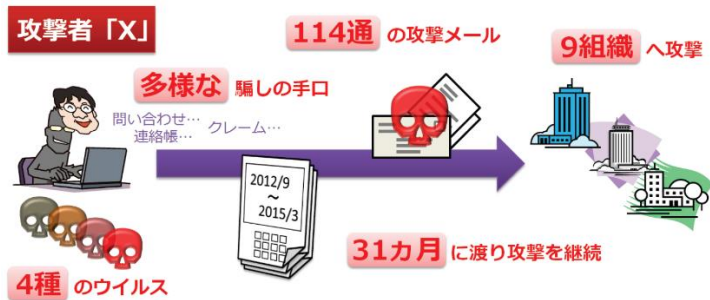 攻撃者「X」
114通 の攻撃メール
9組織 へ攻撃
多様な 騙しの手口
問い合わせ…
連絡帳…
クレーム…
2012/9
～
2015/3
31カ月 に渡り攻撃を継続
4種 のウイルス